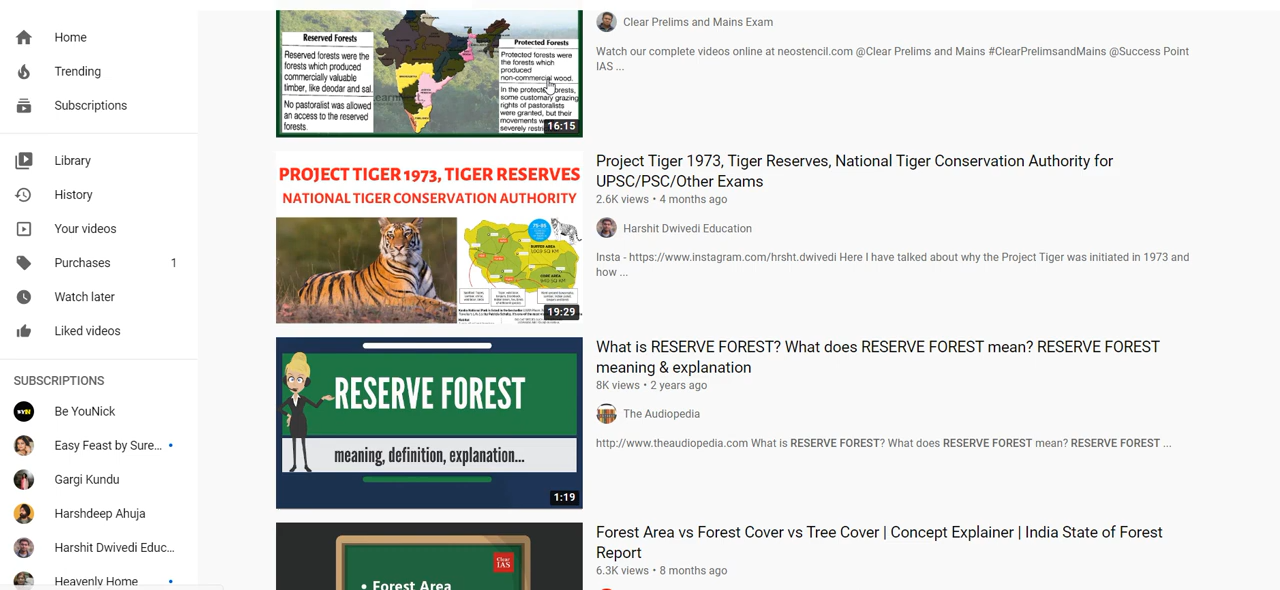 Home
Trending
Subscriptions
Library
History
Your videos
Purchases 1
Watch later
Liked videos
SUBSCRIPTIONS
Be YouNick
Easy Feast by Sure...
Gargi Kundu
Harshdeep Ahuja
Harshit Dwivedi Educ...
Heavenly Home
Reserved Forests
Reserved forests were
the forests which
produced
commercially valuable
timber, like deodar and sal.
No pastoralist was allowed
an access to the reserved
forests.
Protected Forests
Protected forests were
the forests which
produced
non-commercial wood.
In the protected forests,
some customary grazing
rights of pastoralists
were granted, but their
movements
severely
16:15
Clear Prelims and Mains Exam
Watch our complete videos online at neostencil.com @Clear Prelims and Mains #ClearPrelimsandMains @Success Point
IAS ...
PROJECT TIGER 1973, TIGER RESERVES
NATIONAL TIGER CONSERVATION AUTHORITY
19:29
Project Tiger 1973, Tiger Reserves, National Tiger Conservation Authority for
UPSC/PSC/Other Exams
2.6K views • 4 months ago
Harshit Dwivedi Education
Insta - https://www.instagram.com/hrsht.dwivedi Here I have talked about why the Project Tiger was initiated in 1973 and
how ...
RESERVE FOREST
meaning, definition, explanation...
1:19
What is RESERVE FOREST? What does RESERVE FOREST mean? RESERVE FOREST
meaning & explanation
8K views • 2 years ago
The Audiopedia
http://www.theaudiopedia.com What is RESERVE FOREST? What does RESERVE FOREST mean? RESERVE FOREST ...
Clear
IAS
• Forest Area
Forest Area vs Forest Cover vs Tree Cover | Concept Explainer | India State of Forest
Report
6.3K views • 8 months ago